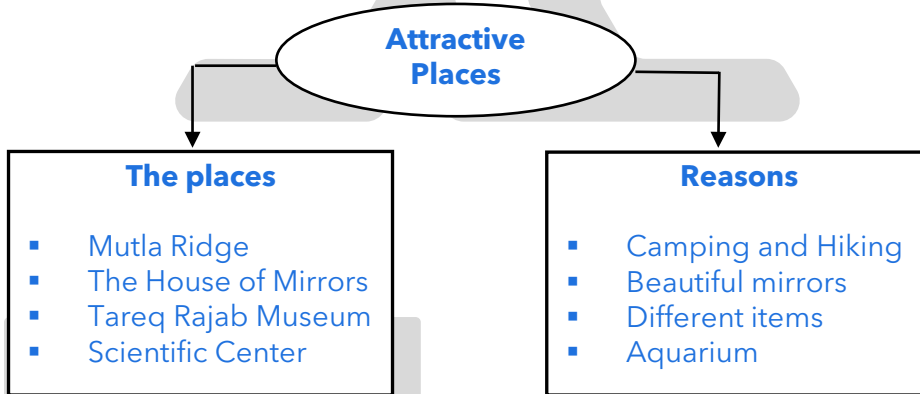 Attractive
Places
The places
▪ Mutla Ridge
▪ The House of Mirrors
▪ Tareq Rajab Museum
▪ Scientific Center
Reasons
▪ Camping and Hiking
▪ Beautiful mirrors
▪ Different items
▪ Aquarium